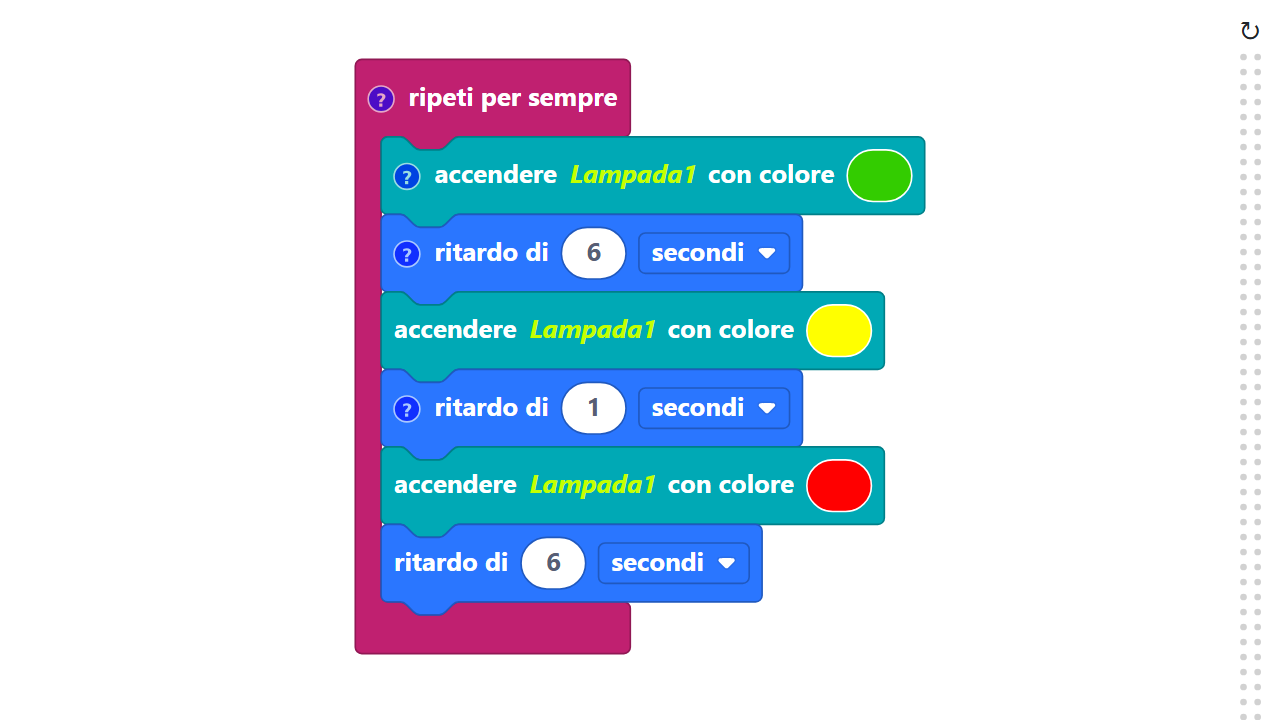 ? ripeti per sempre
? accendere Lampada1 con colore
? ritardo di 6 secondi
accendere Lampada1 con colore
? ritardo di 1 secondi
accendere Lampada1 con colore
ritardo di 6 secondi